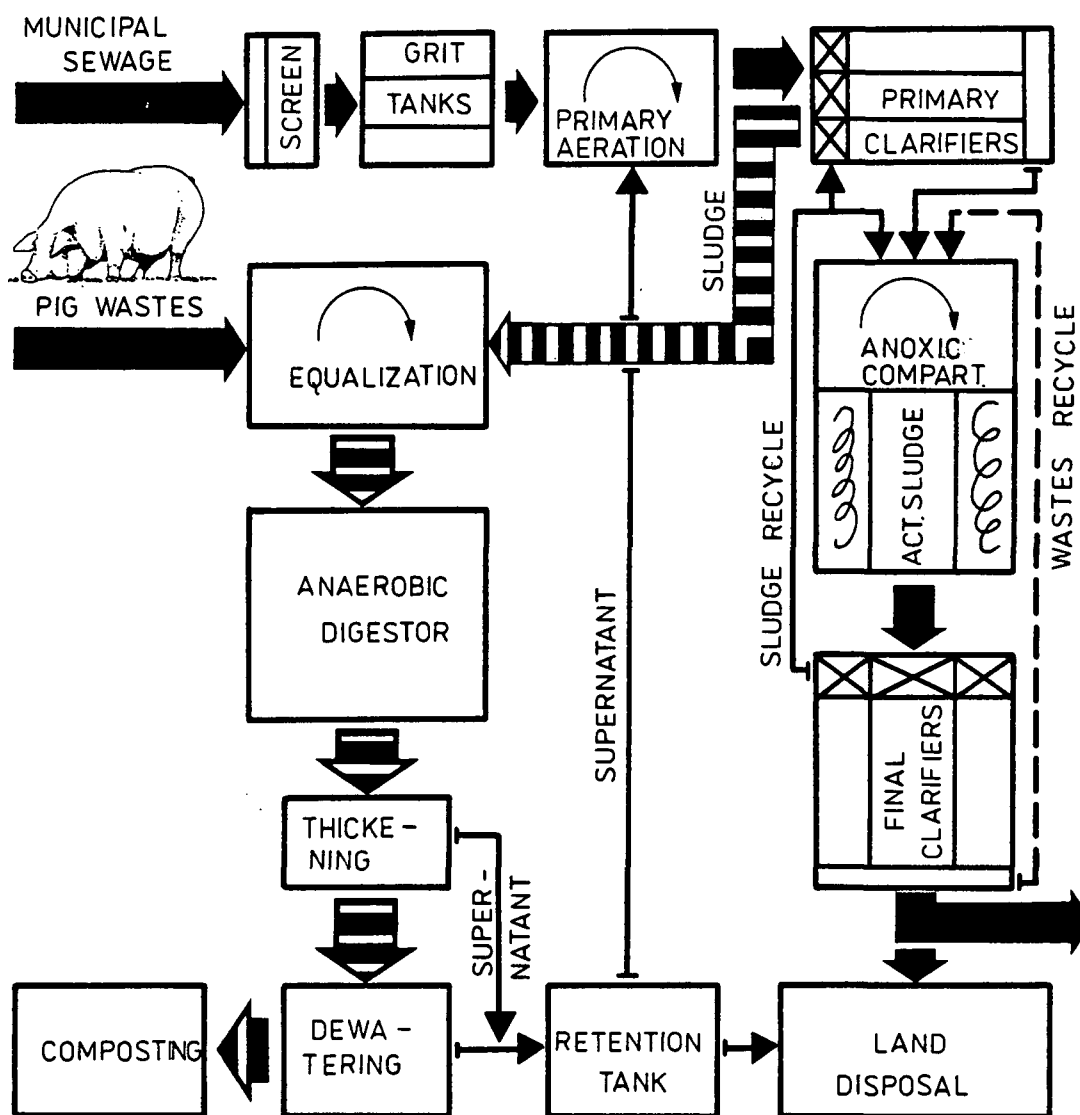 MUNICIPAL
SEWAGE
SCREEN
GRIT
TANKS
PRIMARY
AERATION
PRIMARY
CLARIFIERS
SLUDGE
PIG WASTES
EQUALIZATION
ANOXIC
COMPART.
ACT. SLUDGE
SLUDGE RECYCLE
WASTES RECYCLE
ANAEROBIC
DIGESTOR
SUPERNATANT
FINAL
CLARIFIERS
THICKE-
NING
SUPER-
NATANT
COMPOSTING
DEWA-
TERING
RETENTION
TANK
LAND
DISPOSAL